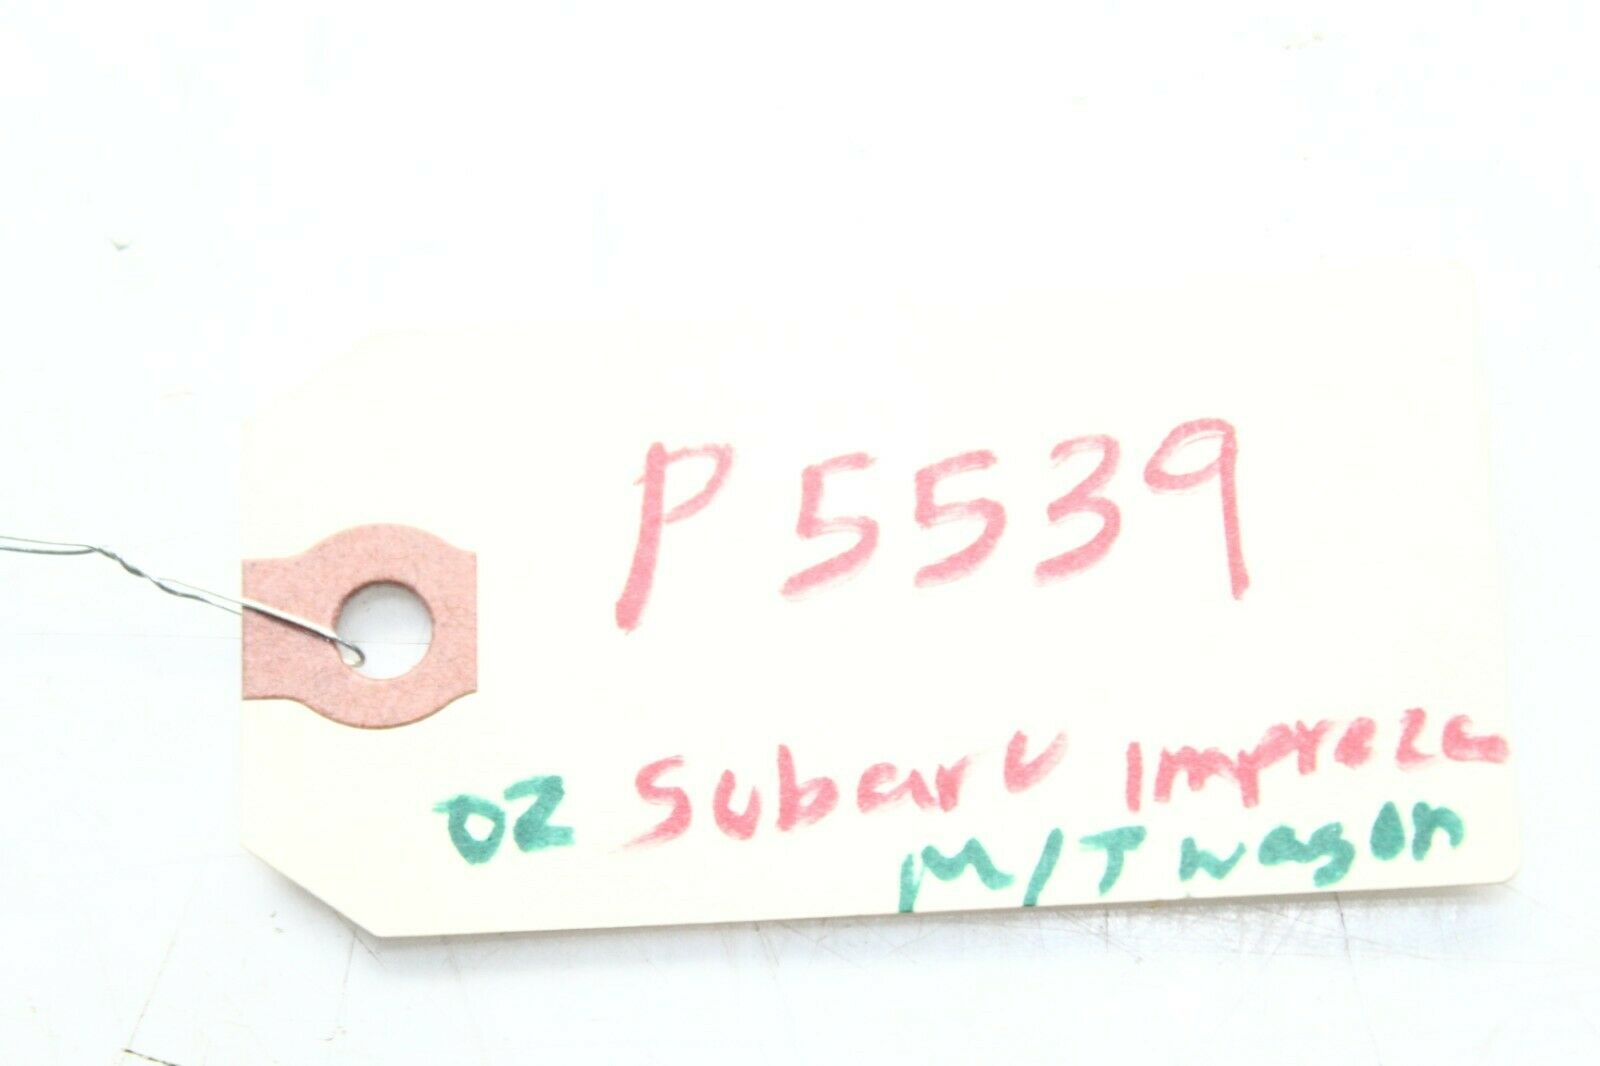 P5539
02 Subaru Impreza
M/T wagon